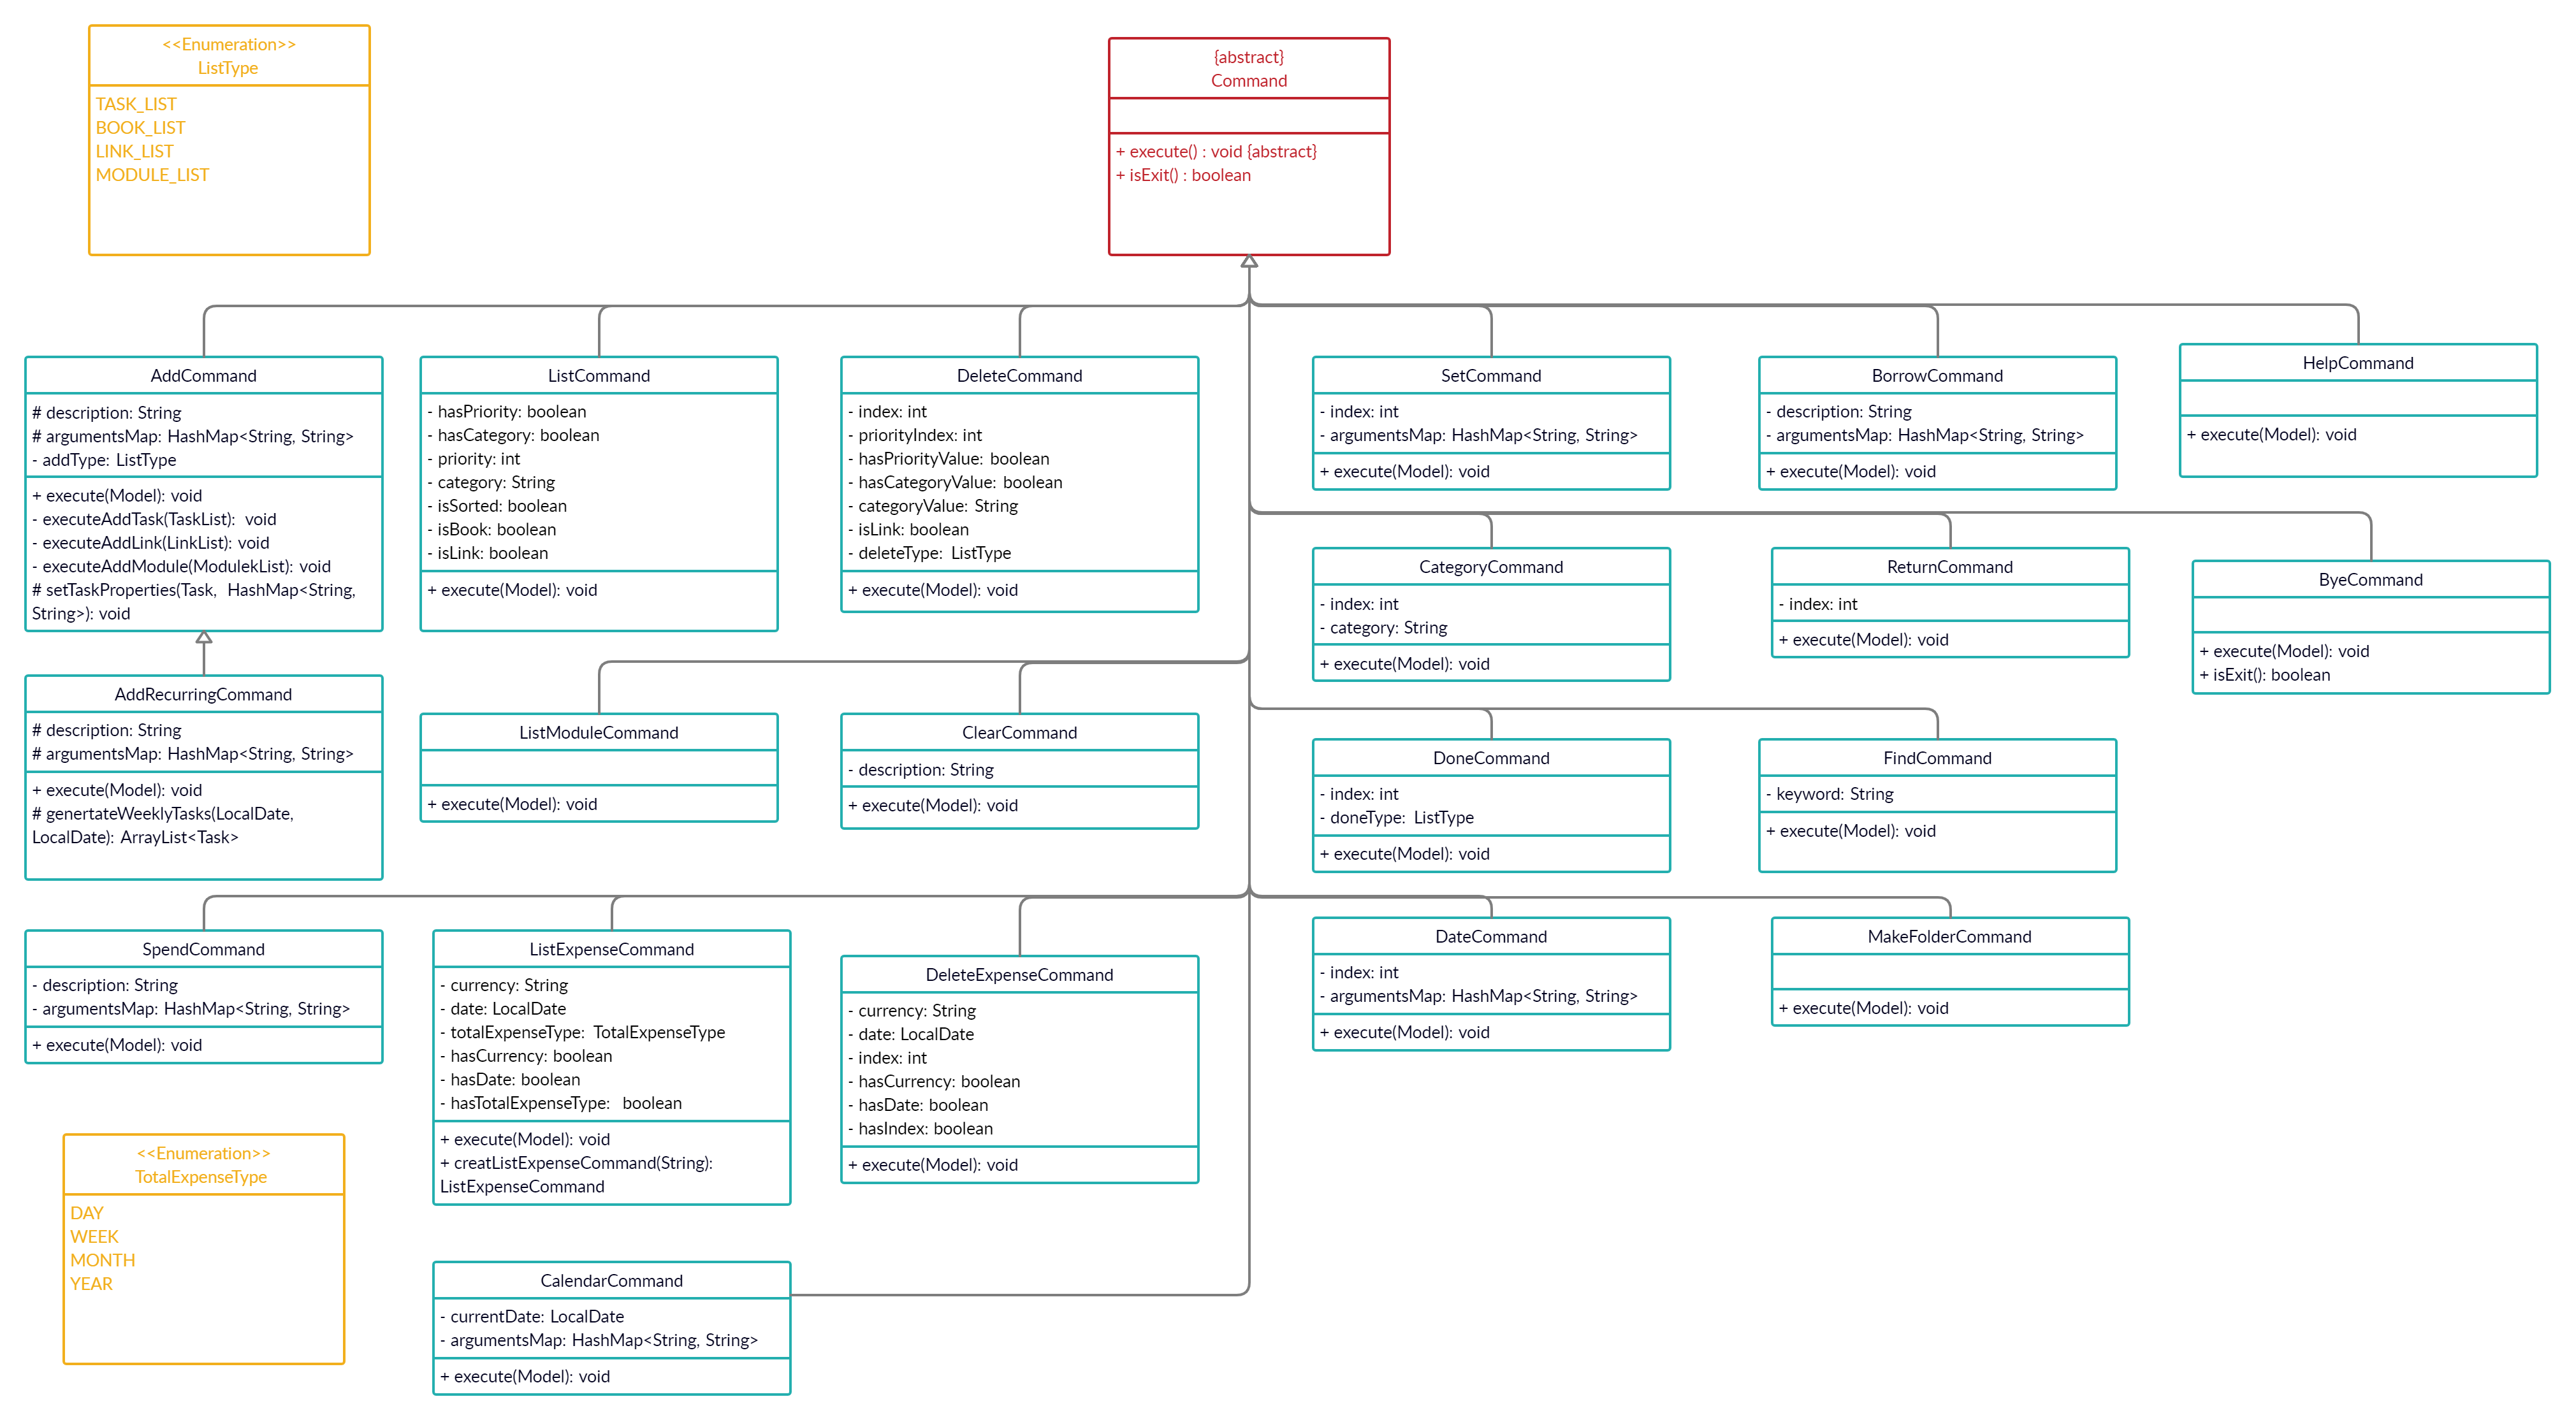 <<Enumeration>>
ListType
TASK_LIST
BOOK_LIST
LINK_LIST
MODULE_LIST
{abstract}
Command
+ execute() : void {abstract}
+ isExit() : boolean
AddCommand
# description: String
# argumentsMap: HashMap<String, String>
- addType: ListType
+ execute(Model): void
- executeAddTask(TaskList): void
- executeAddLink(LinkList): void
- executeAddModule(ModulekList): void
# setTaskProperties(Task, HashMap<String,
String>): void
ListCommand
- hasPriority: boolean
- hasCategory: boolean
- priority: int
- category: String
- isSorted: boolean
- isBook: boolean
- isLink: boolean
+ execute(Model): void
DeleteCommand
- index: int
- priorityIndex: int
- hasPriorityValue: boolean
- hasCategoryValue: boolean
- categoryValue: String
- isLink: boolean
- deleteType: ListType
+ execute(Model): void
SetCommand
- index: int
- argumentsMap: HashMap<String, String>
+ execute(Model): void
BorrowCommand
- description: String
- argumentsMap: HashMap<String, String>
+ execute(Model): void
HelpCommand
+ execute(Model): void
CategoryCommand
- index: int
- category: String
+ execute(Model): void
ReturnCommand
- index: int
+ execute(Model): void
ByeCommand
+ execute(Model): void
+ isExit(): boolean
AddRecurringCommand
# description: String
# argumentsMap: HashMap<String, String>
+ execute(Model): void
# genertateWeeklyTasks(LocalDate,
LocalDate): ArrayList<Task>
ListModuleCommand
+ execute(Model): void
ClearCommand
- description: String
+ execute(Model): void
DoneCommand
- index: int
- doneType: ListType
+ execute(Model): void
FindCommand
- keyword: String
+ execute(Model): void
SpendCommand
- description: String
- argumentsMap: HashMap<String, String>
+ execute(Model): void
ListExpenseCommand
- currency: String
- date: LocalDate
- totalExpenseType: TotalExpenseType
- hasCurrency: boolean
- hasDate: boolean
- hasTotalExpenseType: boolean
+ execute(Model): void
+ creatListExpenseCommand(String):
ListExpenseCommand
DeleteExpenseCommand
- currency: String
- date: LocalDate
- index: int
- hasCurrency: boolean
- hasDate: boolean
- hasIndex: boolean
+ execute(Model): void
DateCommand
- index: int
- argumentsMap: HashMap<String, String>
+ execute(Model): void
MakeFolderCommand
+ execute(Model): void
<<Enumeration>>
TotalExpenseType
DAY
WEEK
MONTH
YEAR
CalendarCommand
- currentDate: LocalDate
- argumentsMap: HashMap<String, String>
+ execute(Model): void